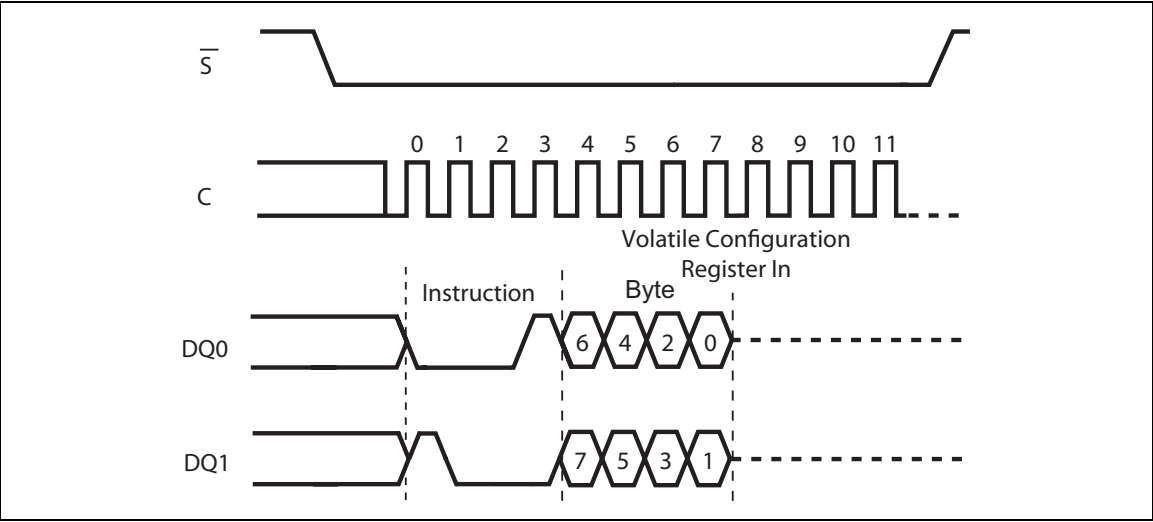 S
0 1 2 3 4 5 6 7 8 9 10 11
C
Volatile Configuration
Register In
Instruction Byte
DQ0 6 4 2 0
DQ1 7 5 3 1